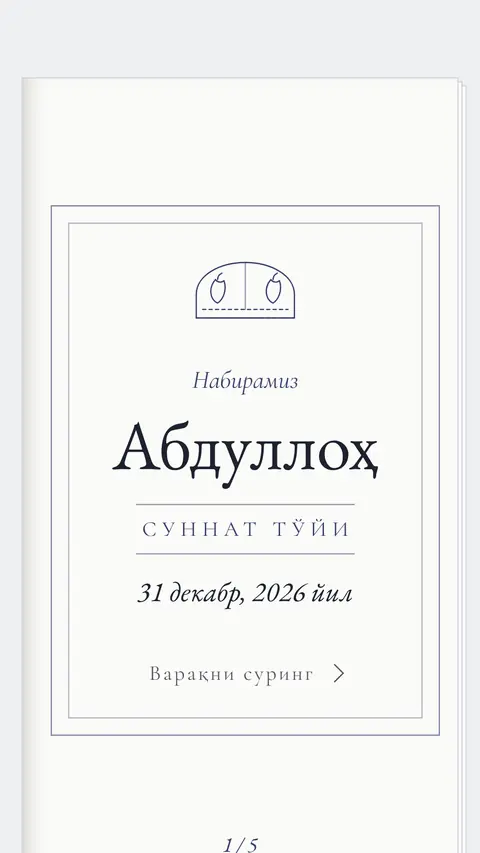 Набирамиз
Абдуллоҳ
СУННАТ ТЎЙИ
31 декабр, 2026 йил
Варақни суринг
1 / 5